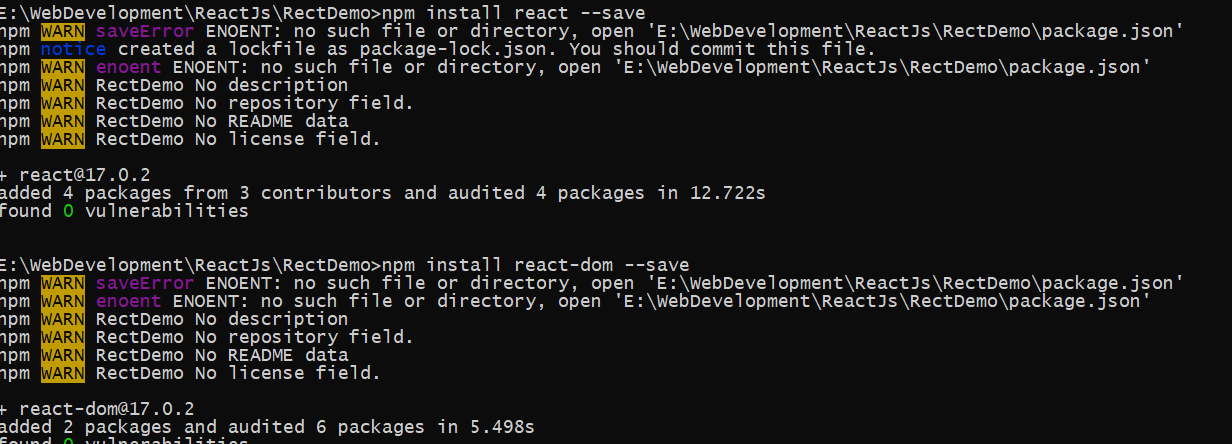 E:\WebDevelopment\ReactJs\RectDemo>npm install react --save
npm WARN saveError ENOENT: no such file or directory, open 'E:\WebDevelopment\ReactJs\RectDemo\package.json'
npm notice created a lockfile as package-lock.json. You should commit this file.
npm WARN enoent ENOENT: no such file or directory, open 'E:\WebDevelopment\ReactJs\RectDemo\package.json'
npm WARN RectDemo No description
npm WARN RectDemo No repository field.
npm WARN RectDemo No README data
npm WARN RectDemo No license field.
+ react@17.0.2
added 4 packages from 3 contributors and audited 4 packages in 12.722s
found 0 vulnerabilities
E:\WebDevelopment\ReactJs\RectDemo>npm install react-dom --save
npm WARN saveError ENOENT: no such file or directory, open 'E:\WebDevelopment\ReactJs\RectDemo\package.json'
npm WARN enoent ENOENT: no such file or directory, open 'E:\WebDevelopment\ReactJs\RectDemo\package.json'
npm WARN RectDemo No description
npm WARN RectDemo No repository field.
npm WARN RectDemo No README data
npm WARN RectDemo No license field.
+ react-dom@17.0.2
added 2 packages and audited 6 packages in 5.498s
found 0 vulnerabilities